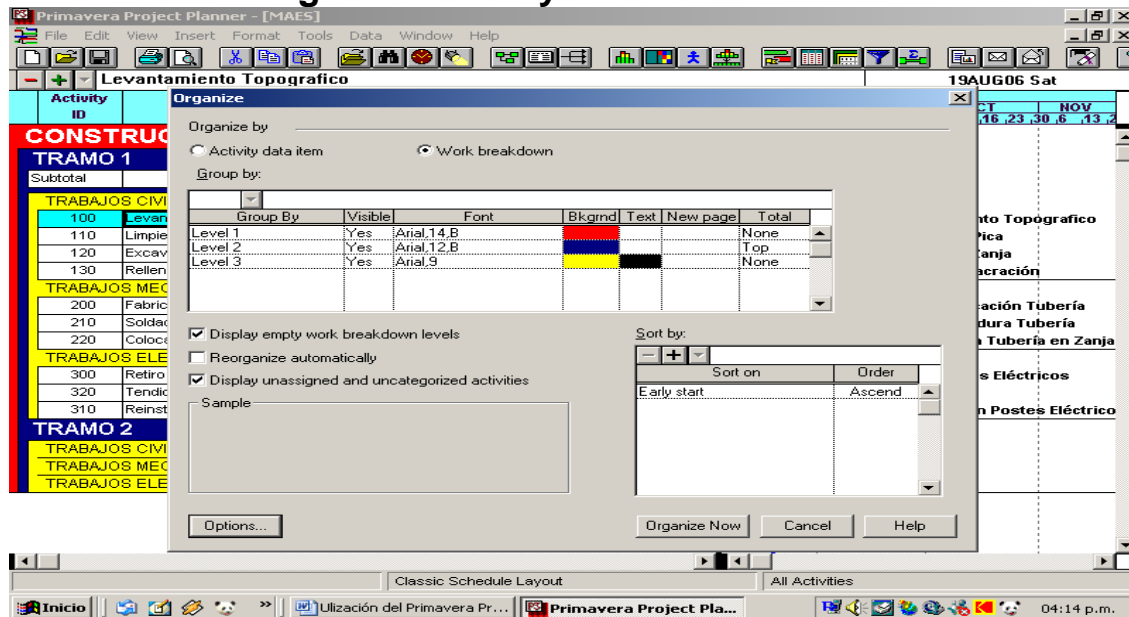 Primavera Project Planner - [MAES]
File Edit View Insert Format Tools Data Window Help
Levantamiento Topografico 19AUG06 Sat
Activity ID
NOV
,16 ,23 ,30 ,6 ,13 ,2
CONSTRUC
TRAMO 1
Subtotal
TRABAJOS CIVI
100 Levan
110 Limpie
120 Excav
130 Rellen
TRABAJOS MEC
200 Fabric
210 Soldad
220 Coloca
TRABAJOS ELE
300 Retiro
320 Tendid
310 Reinst
TRAMO 2
TRABAJOS CIVI
TRABAJOS MEC
TRABAJOS ELE
Organize
Organize by
Activity data item Work breakdown
Group by:
Group By Visible Font Bkgrnd Text New page Total
Level 1 Yes Arial,14,B None
Level 2 Yes Arial,12,B Top
Level 3 Yes Arial,9 None
Display empty work breakdown levels
Reorganize automatically
Display unassigned and uncategorized activities
Sample
Sort by:
Sort on Order
Early start Ascend
Options...
Organize Now Cancel Help
nto Topografico
Pica
acración
ación Tubería
dura Tubería
Tubería en Zanja
s Eléctricos
n Postes Eléctrico
Classic Schedule Layout All Activities
Inicio Ulización del Primavera Pr... Primavera Project Pla... 04:14 p.m.